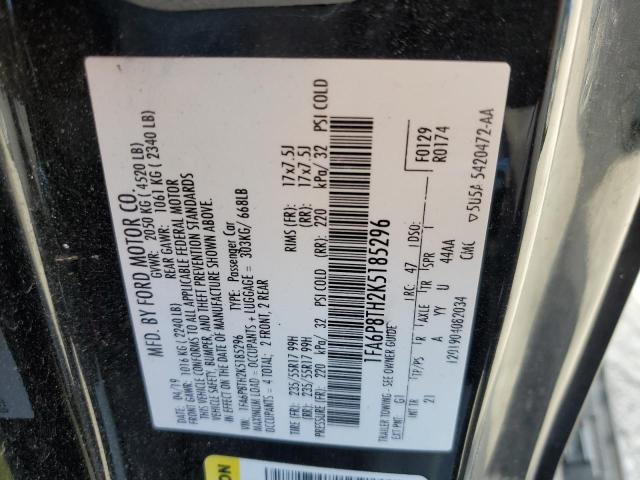 MFD. BY FORD MOTOR CO.
DATE: 04/19 GVWR: 2050 KG ( 4520 LB)
FRONT GAWR: 1016 KG ( 2240 LB) REAR GAWR: 1061 KG ( 2340 LB)
THIS VEHICLE CONFORMS TO ALL APPLICABLE FEDERAL MOTOR
VEHICLE SAFETY, BUMPER, AND THEFT PREVENTION STANDARDS
IN EFFECT ON THE DATE OF MANUFACTURE SHOWN ABOVE.
VIN: 1FA6P8TH2K5185296 TYPE: Passenger Car
MAXIMUM LOAD = OCCUPANTS + LUGGAGE = 303KG/ 668LB
OCCUPANTS = 4 TOTAL: 2 FRONT, 2 REAR
TIRE (FR): 235/55R17 99H RIMS (FR): 17x7.5J
(RR): 235/55R17 99H (RR): 17x7.5J
COLD (FR): 220 kPa/ 32 PSI COLD (RR): 220 kPa/ 32 PSI COLD
1FA6P8TH2K5185296
TRAILER TOWING - SEE OWNER GUIDE
F0129
R0174
EXT PNT: G1 RC: 47 DSO:
INT TR TP/PS R AXLE TR SPR
21 A YY U 44AA
12019 04082034 CMC 5U5A 5420472-AA
ON